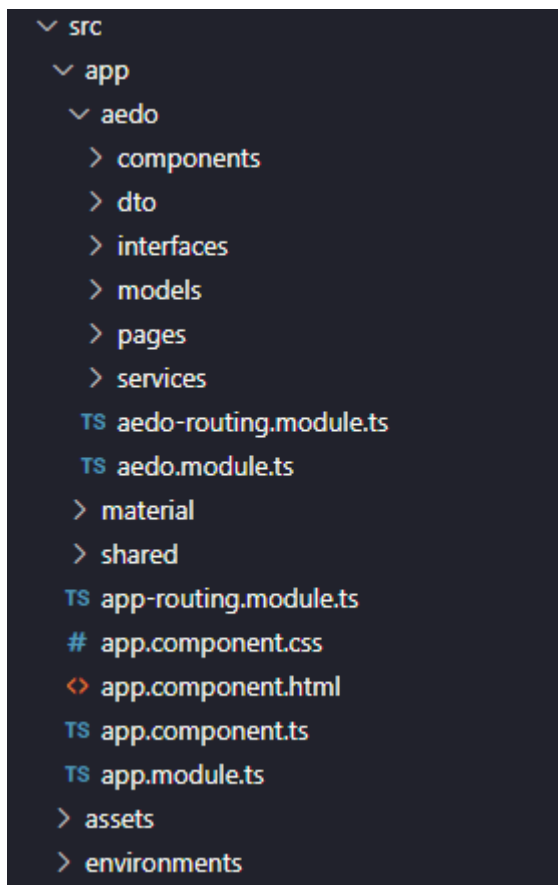 src
app
aedo
components
dto
interfaces
models
pages
services
TS aedo-routing.module.ts
TS aedo.module.ts
material
shared
TS app-routing.module.ts
# app.component.css
<> app.component.html
TS app.component.ts
TS app.module.ts
assets
environments